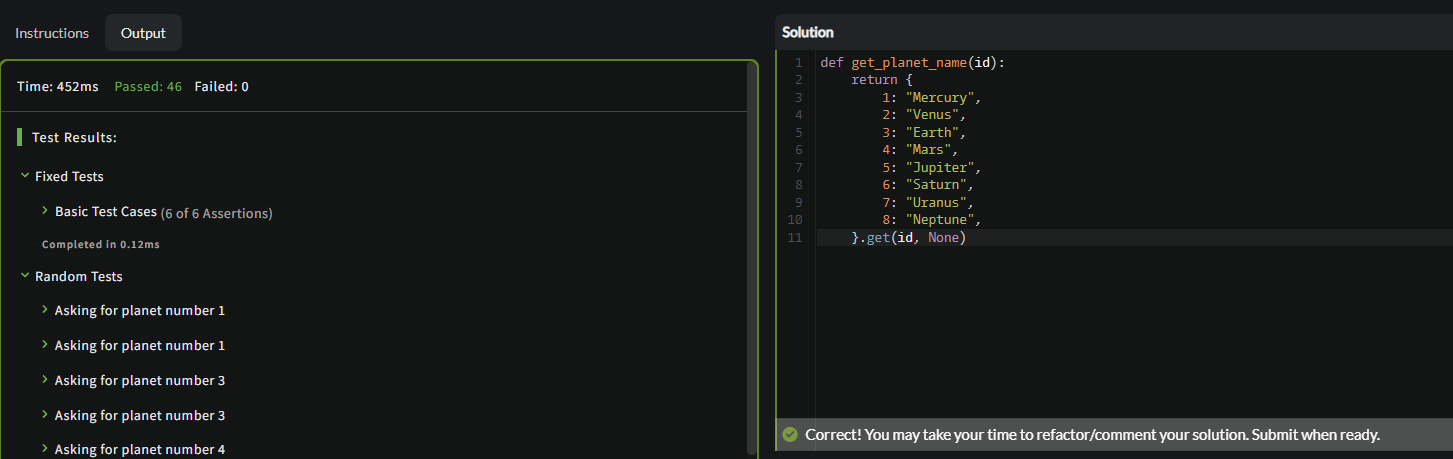 Instructions
Output
Time: 452ms Passed: 46 Failed: 0
Test Results:
Fixed Tests
Basic Test Cases (6 of 6 Assertions)
Completed in 0.12ms
Random Tests
Asking for planet number 1
Asking for planet number 1
Asking for planet number 3
Asking for planet number 3
Asking for planet number 4
Solution
1 def get_planet_name(id):
2     return {
3         1: "Mercury",
4         2: "Venus",
5         3: "Earth",
6         4: "Mars",
7         5: "Jupiter",
8         6: "Saturn",
9         7: "Uranus",
10         8: "Neptune",
11     }.get(id, None)
Correct! You may take your time to refactor/comment your solution. Submit when ready.